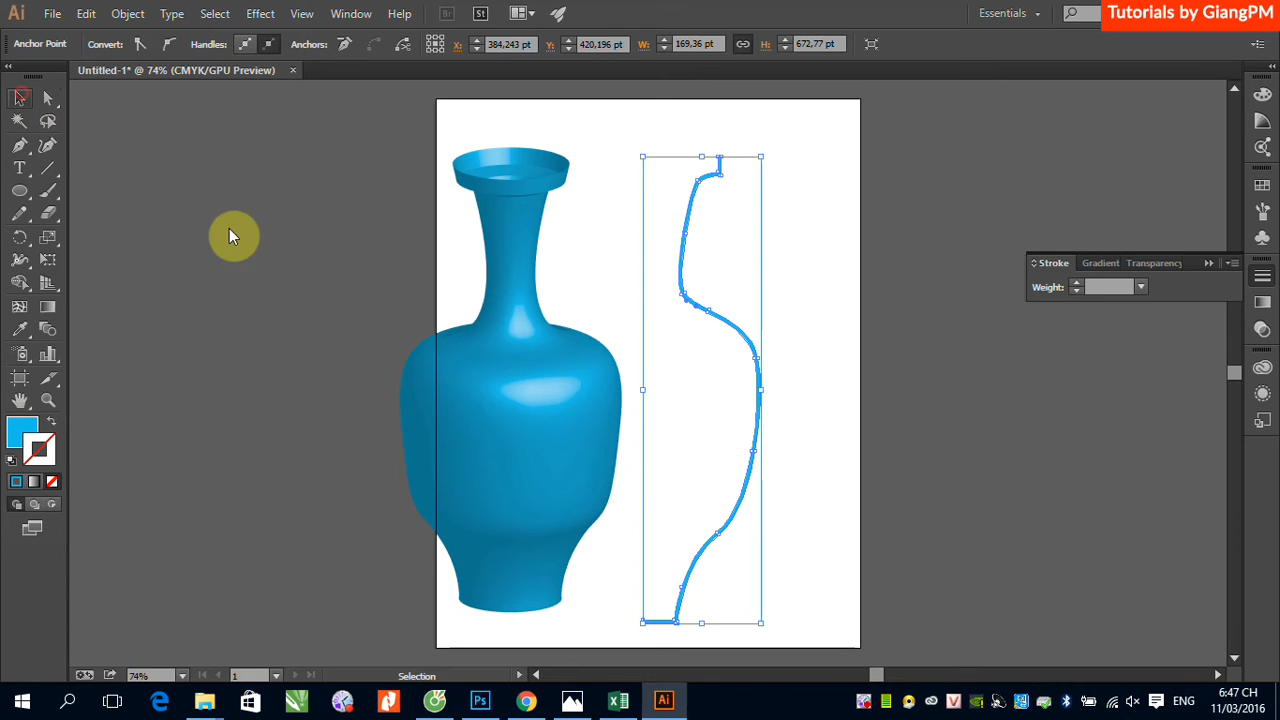 Ai File Edit Object Type Select Effect View Window Help Br St Essentials Tutorials by GiangPM
Anchor Point Convert: Handles: Anchors: X: 384,243 pt Y: 420,196 pt W: 169,36 pt H: 672,77 pt
Untitled-1* @ 74% (CMYK/GPU Preview) ×
Stroke Gradient Transparency
Weight:
74% 1 Selection
ENG 6:47 CH
11/03/2016